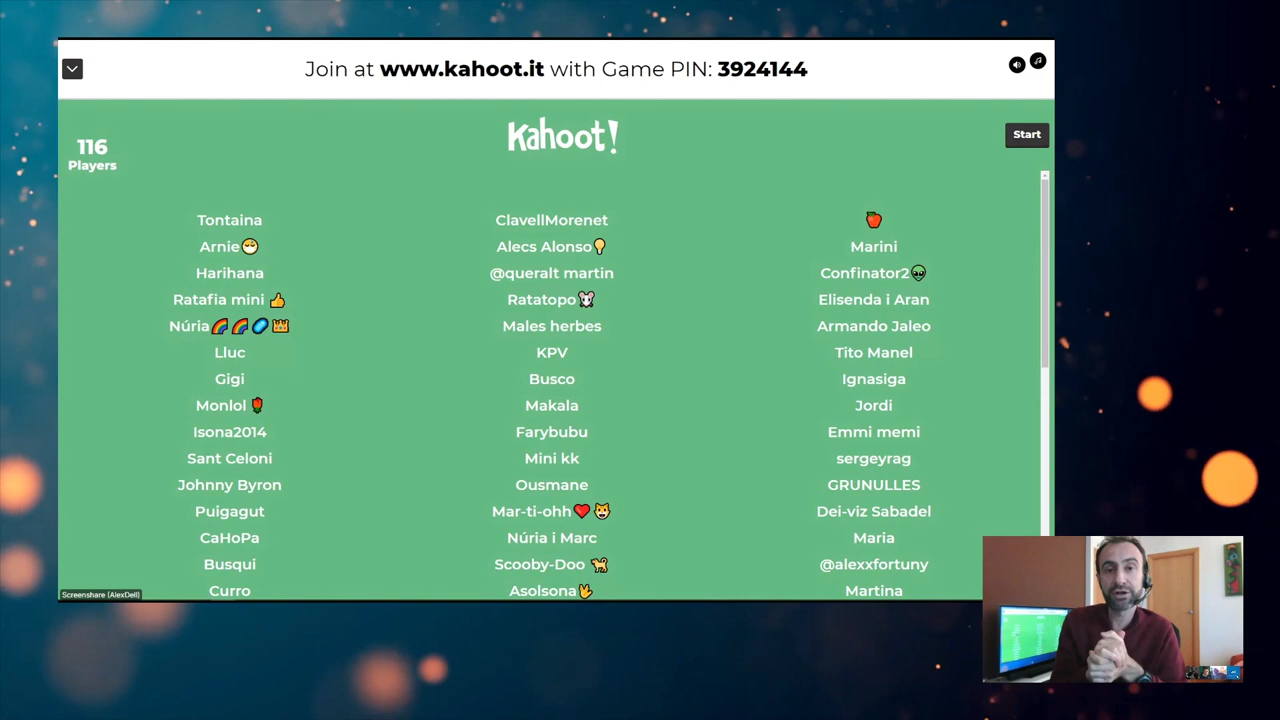 Join at www.kahoot.it with Game PIN: 3924144
Kahoot!
Start
116
Players
Tontaina
ClavellMorenet
🍎
Arnie😷
Alecs Alonso💡
Marini
Harihana
@queralt martin
Confinator2👽
Ratafia mini 👍
Ratatopo🐭
Elisenda i Aran
Núria🌈🌈🏉👑
Males herbes
Armando Jaleo
Lluc
KPV
Tito Manel
Gigi
Busco
Ignasiga
Monlol 🌹
Makala
Jordi
Isona2014
Farybubu
Emmi memi
Sant Celoni
Mini kk
sergeyrag
Johnny Byron
Ousmane
GRUNULLES
Puigagut
Mar-ti-ohh❤️🐱
Dei-viz Sabadel
CaHoPa
Núria i Marc
Maria
Busqui
Scooby-Doo 🐕
@alexxfortuny
Curro
Asolsona🖖
Martina
Screenshare (AlexDell)